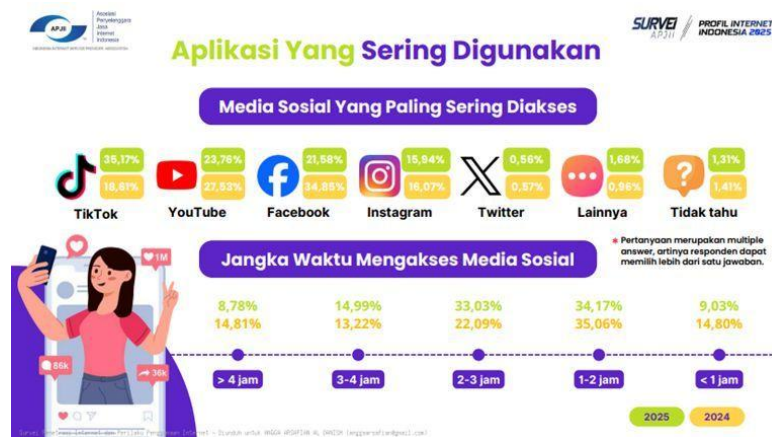 APJII
Asosiasi
Penyelenggara
Jasa
Internet
Indonesia
SURVEI
APJII
PROFIL INTERNET
INDONESIA 2025
Aplikasi Yang Sering Digunakan
Media Sosial Yang Paling Sering Diakses
35,17% 23,76% 21,58% 15,94% 0,56% 1,68% 1,31%
27,53% 34,85% 16,07% 0,57% 0,96% 1,41%
TikTok YouTube Facebook Instagram Twitter Lainnya Tidak tahu
* Pertanyaan merupakan multiple
answer, artinya responden dapat
memilih lebih dari satu jawaban.
Jangka Waktu Mengakses Media Sosial
1M
8,78% 14,99% 33,03% 34,17% 9,03%
14,81% 13,22% 22,09% 35,06% 14,80%
86k
36k
> 4 jam 3-4 jam 2-3 jam 1-2 jam < 1 jam
2025 2024